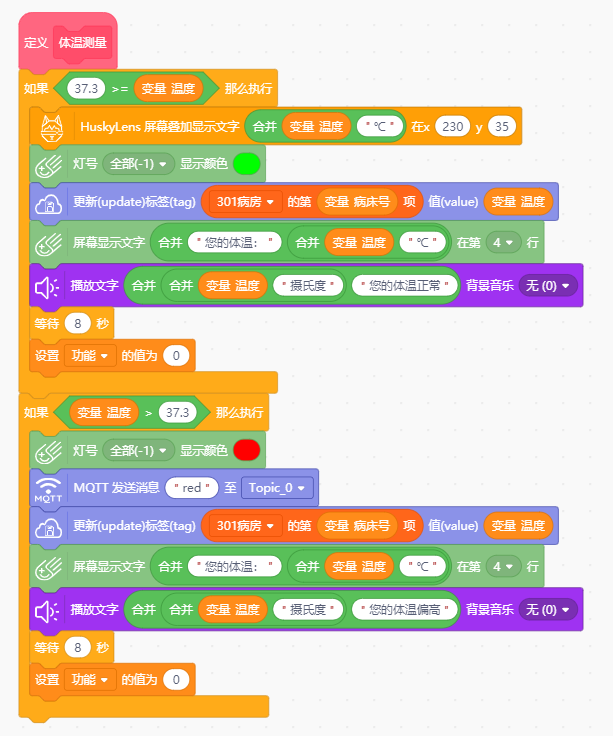 定义 体温测量
如果 37.3 >= 变量 温度 那么执行
HuskyLens 屏幕叠加显示文字 合并 变量 温度 "℃" 在x 230 y 35
灯号 全部(-1) 显示颜色
更新(update)标签(tag) 301病房 的第 变量 病床号 项 值(value) 变量 温度
屏幕显示文字 合并 "您的体温：" 合并 变量 温度 "℃" 在第 4 行
播放文字 合并 合并 变量 温度 "摄氏度" "您的体温正常" 背景音乐 无 (0)
等待 8 秒
设置 功能 的值为 0
如果 变量 温度 > 37.3 那么执行
灯号 全部(-1) 显示颜色
MQTT MQTT 发送消息 "red" 至 Topic_0
更新(update)标签(tag) 301病房 的第 变量 病床号 项 值(value) 变量 温度
屏幕显示文字 合并 "您的体温：" 合并 变量 温度 "℃" 在第 4 行
播放文字 合并 合并 变量 温度 "摄氏度" "您的体温偏高" 背景音乐 无 (0)
等待 8 秒
设置 功能 的值为 0